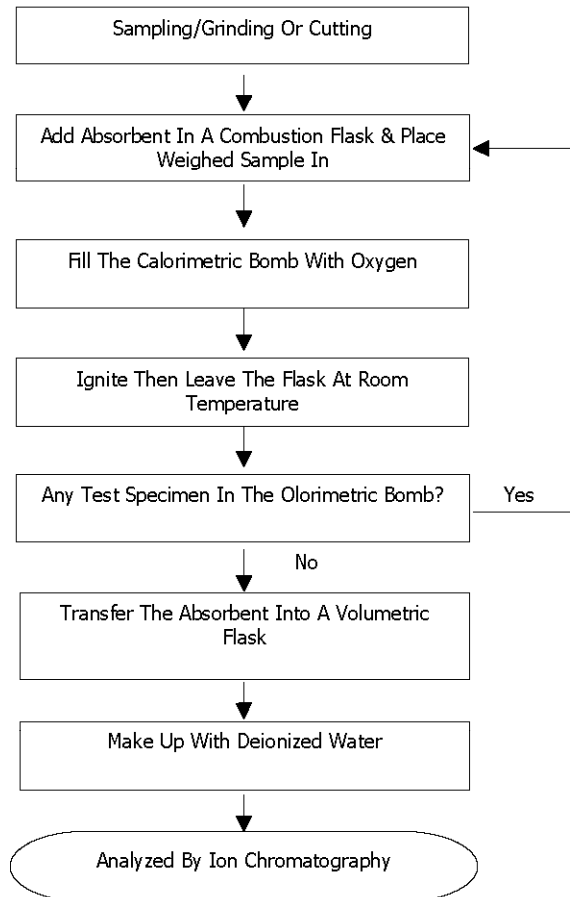 Sampling/Grinding Or Cutting
Add Absorbent In A Combustion Flask & Place
Weighed Sample In
Fill The Calorimetric Bomb With Oxygen
Ignite Then Leave The Flask At Room
Temperature
Any Test Specimen In The Olorimetric Bomb?
Yes
No
Transfer The Absorbent Into A Volumetric
Flask
Make Up With Deionized Water
Analyzed By Ion Chromatography